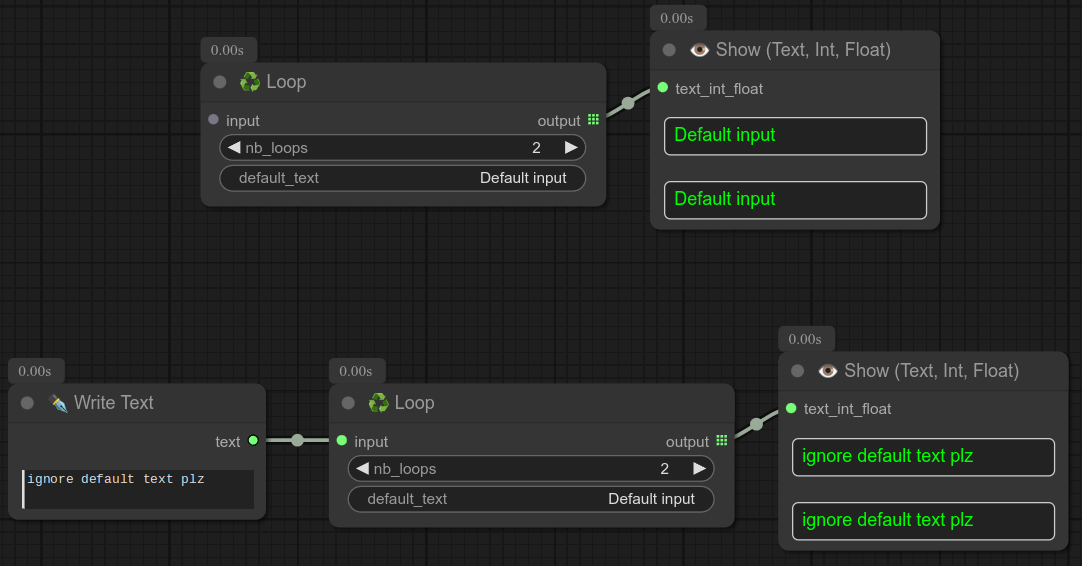 0.00s
Loop
input
output
nb_loops 2
default_text Default input
0.00s
Show (Text, Int, Float)
text_int_float
Default input
Default input
0.00s
Write Text
text
ignore default text plz
0.00s
Loop
input
output
nb_loops 2
default_text Default input
0.00s
Show (Text, Int, Float)
text_int_float
ignore default text plz
ignore default text plz